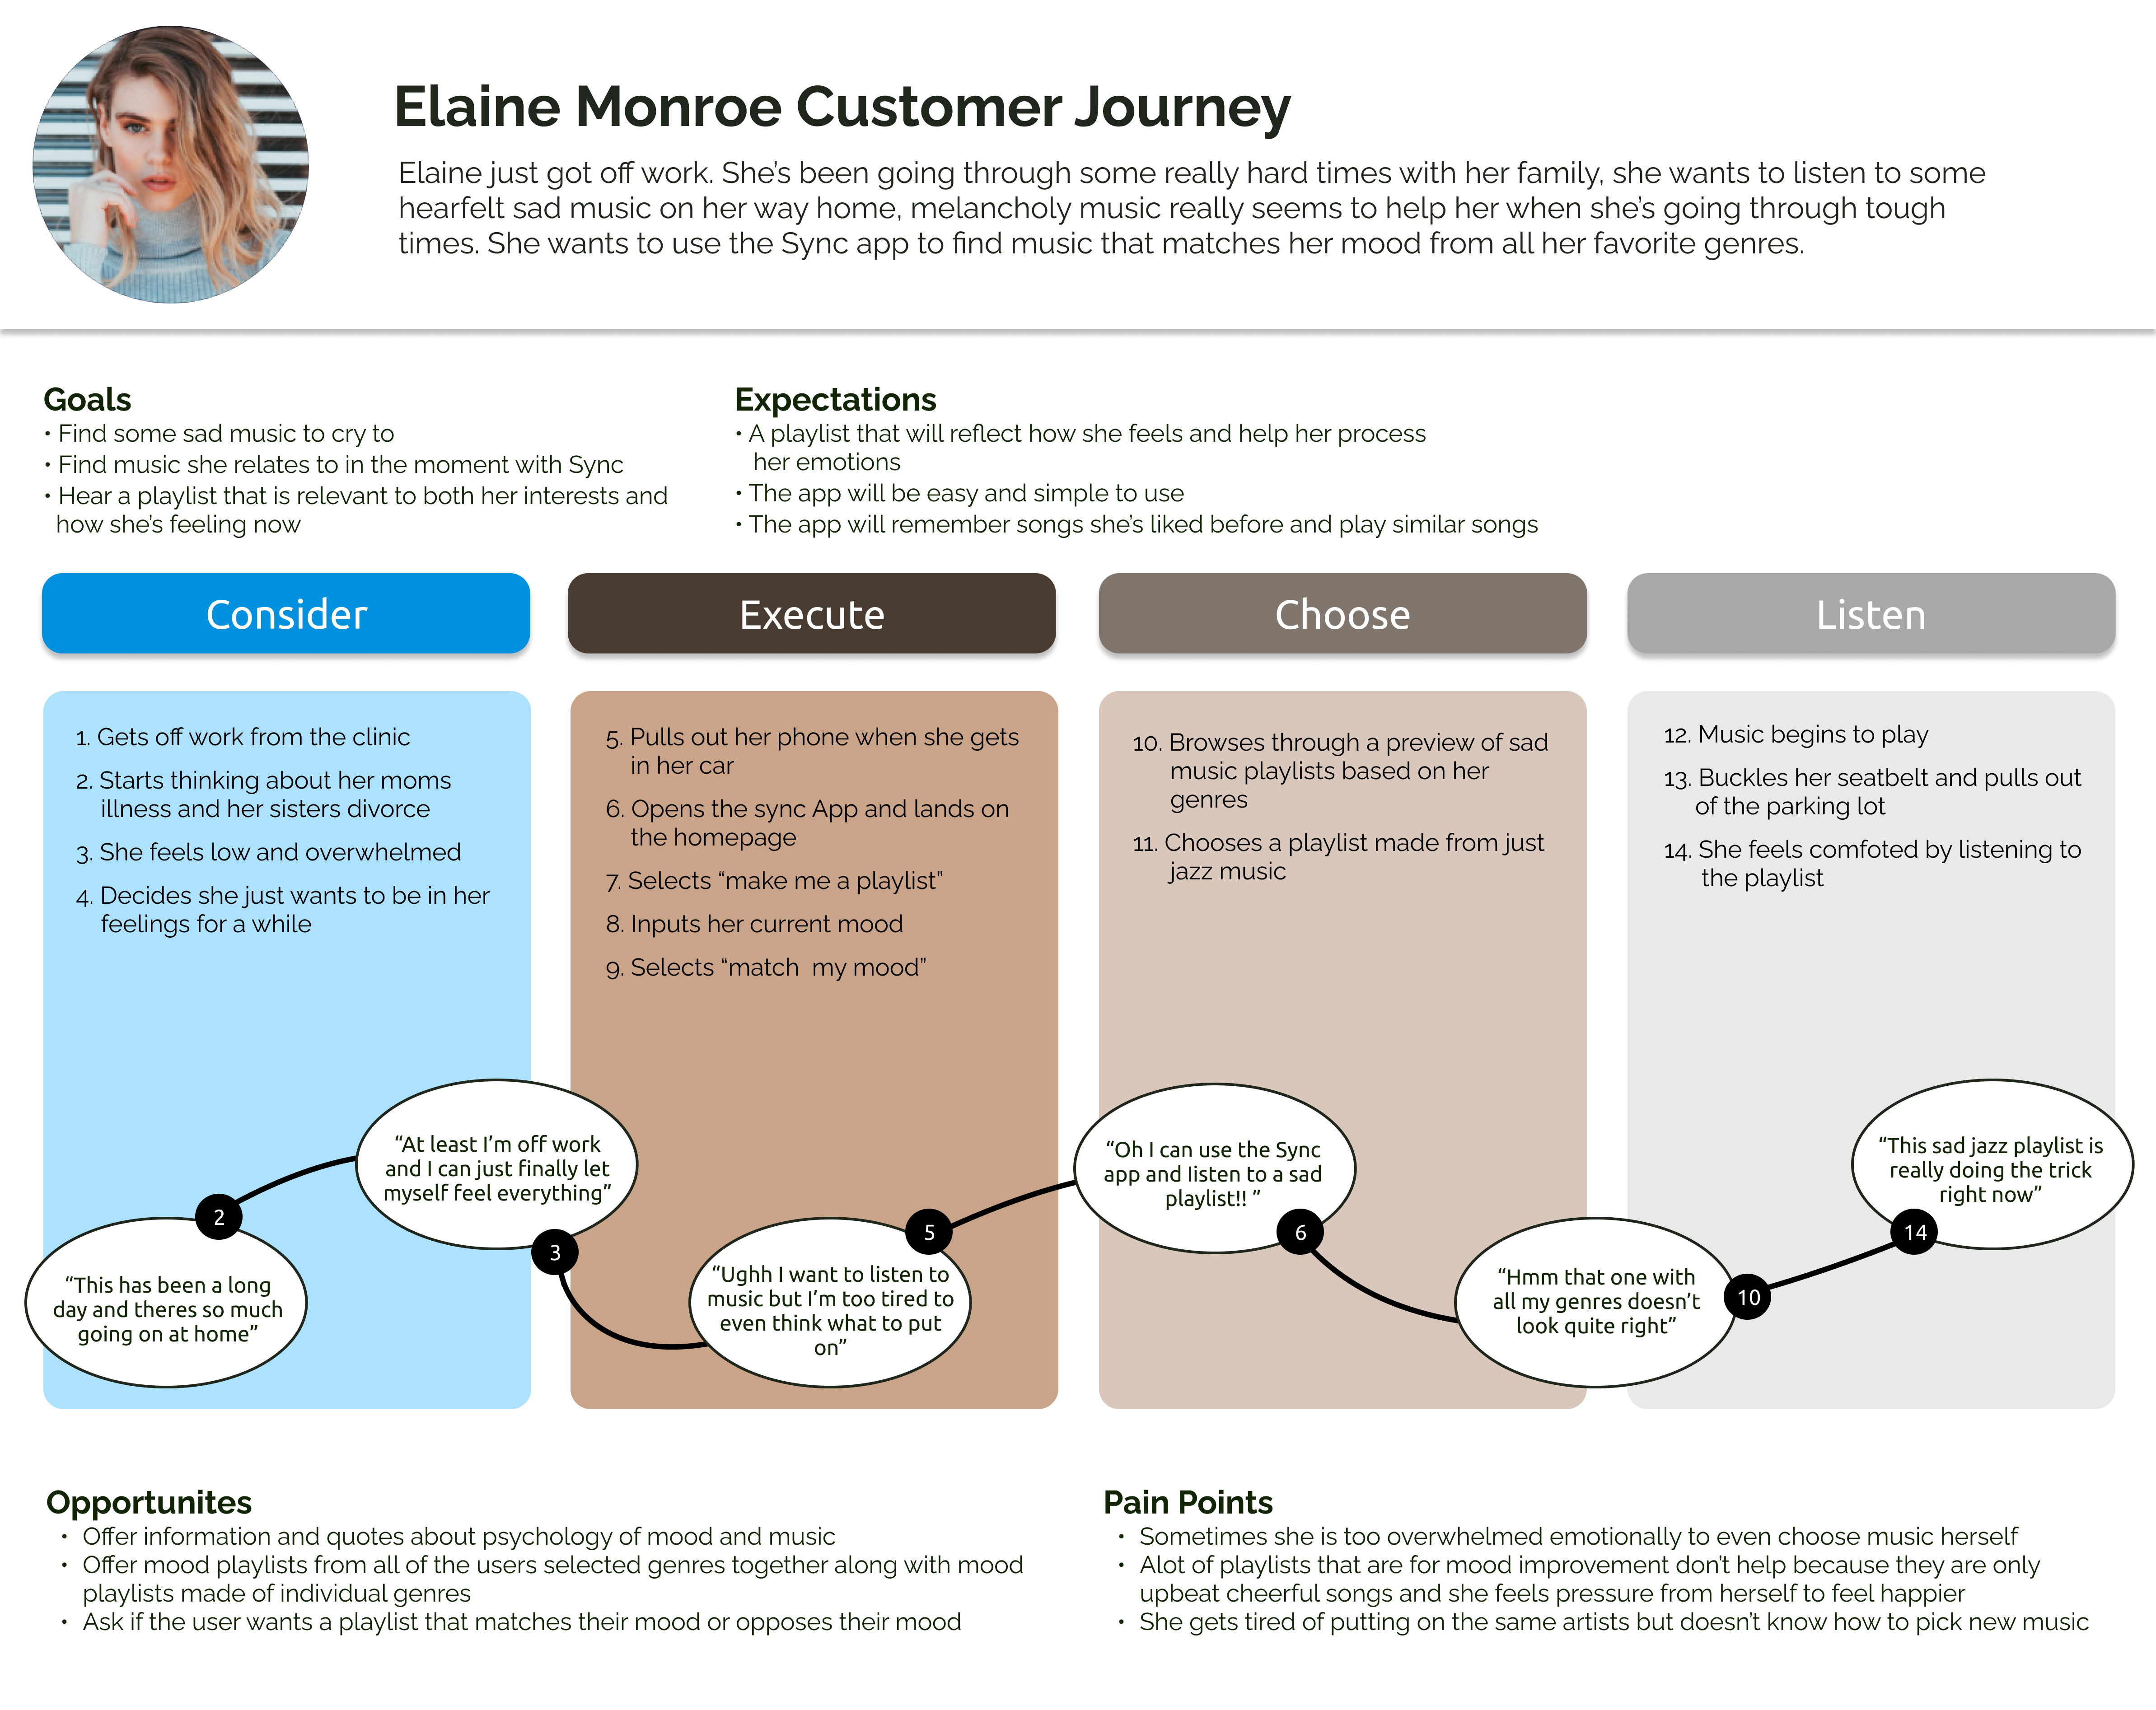 Elaine Monroe Customer Journey
Elaine just got off work. She's been going through some really hard times with her family, she wants to listen to some
hearfelt sad music on her way home, melancholy music really seems to help her when she's going through tough
times. She wants to use the Sync app to find music that matches her mood from all her favorite genres.
Goals
• Find some sad music to cry to
• Find music she relates to in the moment with Sync
• Hear a playlist that is relevant to both her interests and
how she's feeling now
Expectations
• A playlist that will reflect how she feels and help her process
her emotions
• The app will be easy and simple to use
• The app will remember songs she's liked before and play similar songs
Consider
Execute
Choose
Listen
1. Gets off work from the clinic
2. Starts thinking about her moms
illness and her sisters divorce
3. She feels low and overwhelmed
4. Decides she just wants to be in her
feelings for a while
5. Pulls out her phone when she gets
in her car
6. Opens the sync App and lands on
the homepage
7. Selects “make me a playlist”
8. Inputs her current mood
9. Selects “match  my mood”
10. Browses through a preview of sad
music playlists based on her
genres
11. Chooses a playlist made from just
jazz music
12. Music begins to play
13. Buckles her seatbelt and pulls out
of the parking lot
14. She feels comfoted by listening to
the playlist
“This has been a long
day and theres so much
going on at home”
2
“At least I'm off work
and I can just finally let
myself feel everything”
3
“Ughh I want to listen to
music but I'm too tired to
even think what to put
on”
5
“Oh I can use the Sync
app and listen to a sad
playlist!! ”
6
“Hmm that one with
all my genres doesn't
look quite right”
10
“This sad jazz playlist is
really doing the trick
right now”
14
Opportunites
• Offer information and quotes about psychology of mood and music
• Offer mood playlists from all of the users selected genres together along with mood
playlists made of individual genres
• Ask if the user wants a playlist that matches their mood or opposes their mood
Pain Points
• Sometimes she is too overwhelmed emotionally to even choose music herself
• Alot of playlists that are for mood improvement don't help because they are only
upbeat cheerful songs and she feels pressure from herself to feel happier
• She gets tired of putting on the same artists but doesn't know how to pick new music